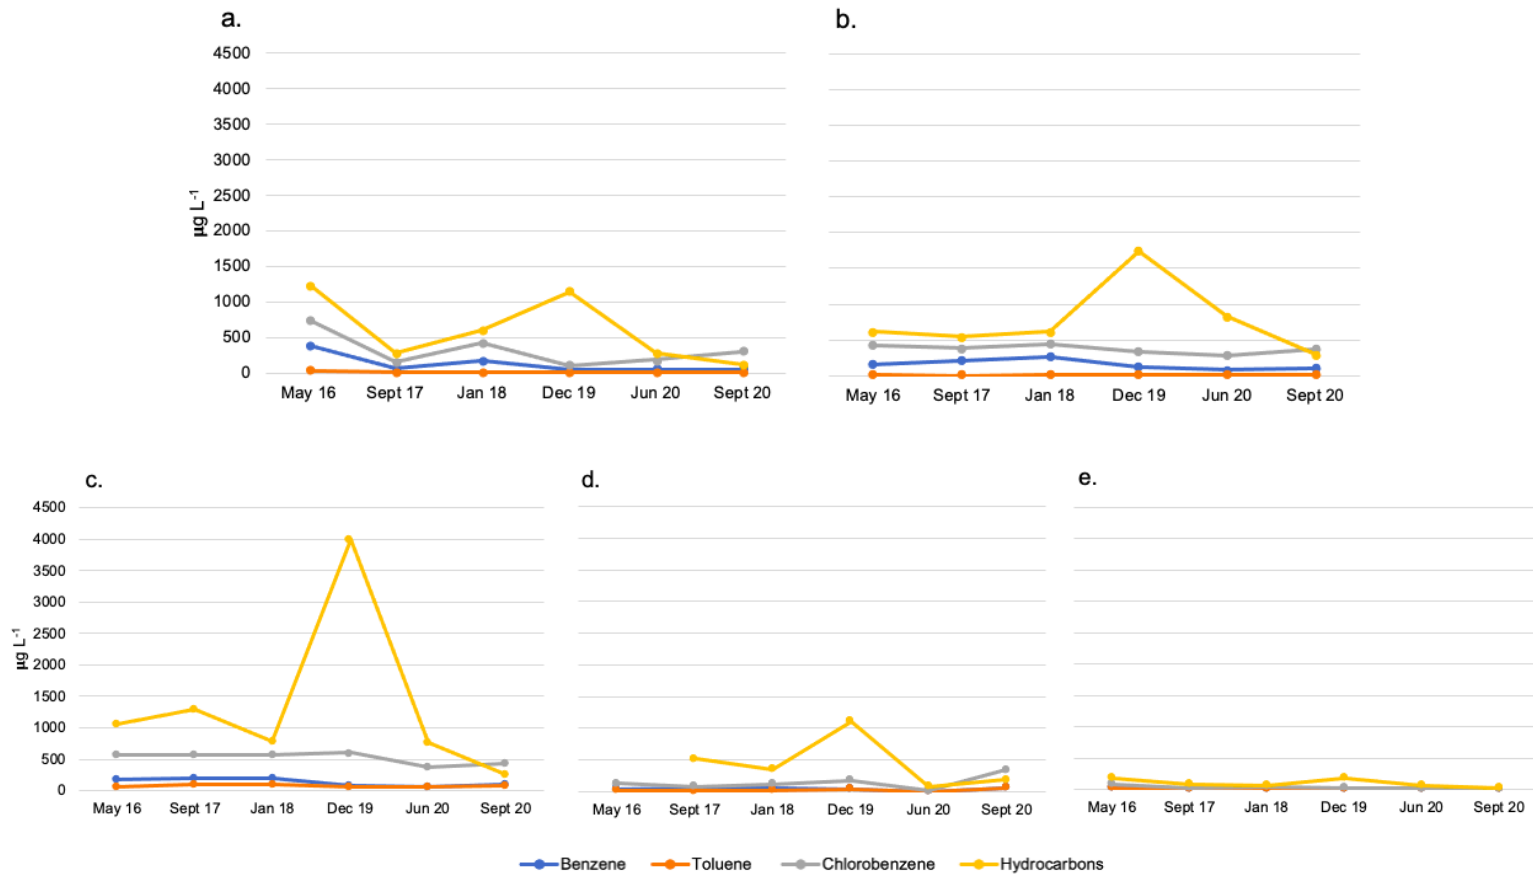 a.
4500
4000
3500
3000
2500
2000
1500
1000
500
0
µg L⁻¹
May 16 Sept 17 Jan 18 Dec 19 Jun 20 Sept 20
b.
May 16 Sept 17 Jan 18 Dec 19 Jun 20 Sept 20
c.
4500
4000
3500
3000
2500
2000
1500
1000
500
0
µg L⁻¹
May 16 Sept 17 Jan 18 Dec 19 Jun 20 Sept 20
d.
May 16 Sept 17 Jan 18 Dec 19 Jun 20 Sept 20
e.
May 16 Sept 17 Jan 18 Dec 19 Jun 20 Sept 20
Benzene Toluene Chlorobenzene Hydrocarbons